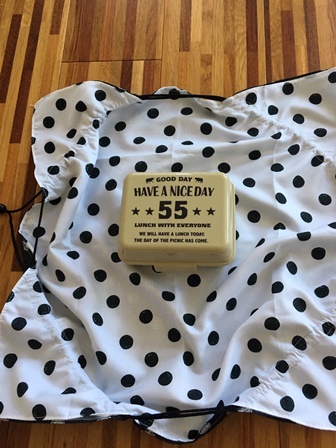 GOOD DAY
HAVE A NICE DAY
★★ 55 ★★
LUNCH WITH EVERYONE
WE WILL HAVE A LUNCH TODAY.
THE DAY OF THE PICNIC HAS COME.